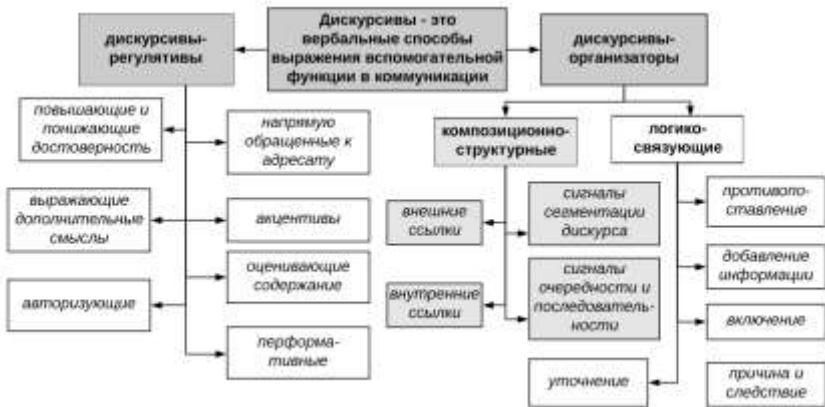 Дискурсивы - это
вербальные способы
выражения вспомогательной
функции в коммуникации
дискурсивы-
регулятивы
дискурсивы-
организаторы
повышающие и
понижающие
достоверность
напрямую
обращенные к
адресату
выражающие
дополнительные
смыслы
акцентивы
авторизующие
оценивающие
содержание
перформа-
тивные
композиционно-
структурные
логико-
связующие
внешние
ссылки
сигналы
сегментации
дискурса
внутренние
ссылки
сигналы
очередности и
последователь-
ности
противопо-
ставление
добавление
информации
включение
уточнение
причина и
следствие